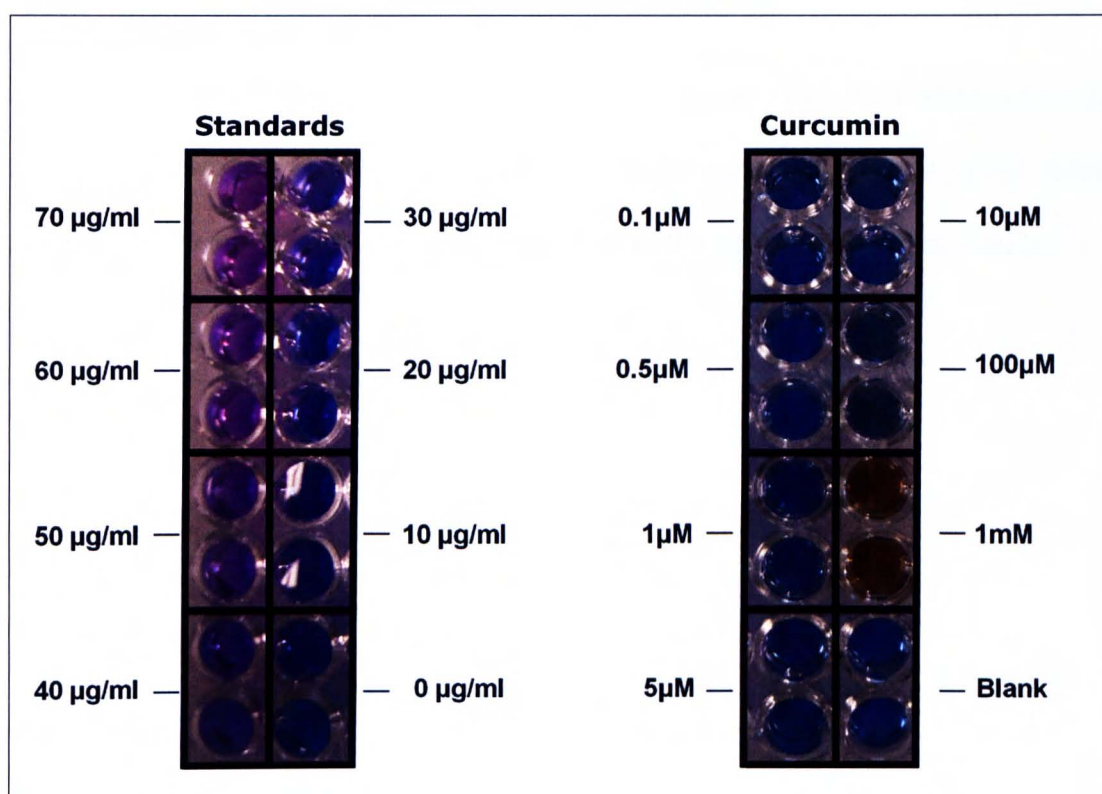 Standards
70 µg/ml
30 µg/ml
60 µg/ml
20 µg/ml
50 µg/ml
10 µg/ml
40 µg/ml
0 µg/ml
Curcumin
0.1µM
10µM
0.5µM
100µM
1µM
1mM
5µM
Blank